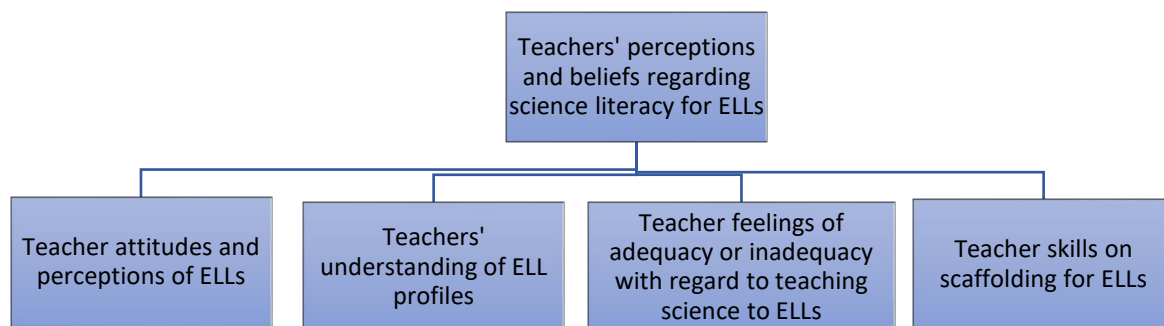 Teachers' perceptions
and beliefs regarding
science literacy for ELLs
Teacher attitudes and
perceptions of ELLs
Teachers'
understanding of ELL
profiles
Teacher feelings of
adequacy or inadequacy
with regard to teaching
science to ELLs
Teacher skills on
scaffolding for ELLs